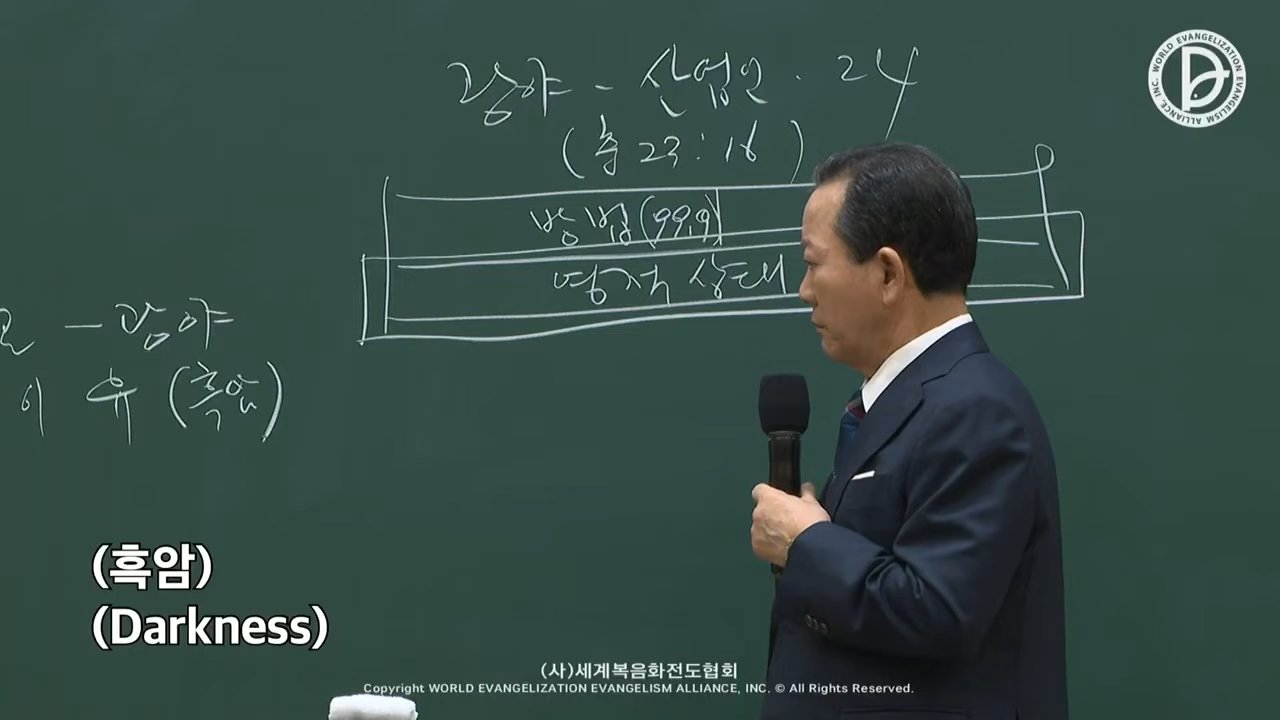 광야 - 산업인 · 24
(출 23:16)
방법(99.9)
영적 상태
- 광야
이유 (흑암)
(흑암)
(Darkness)
(사)세계복음화전도협회
Copyright WORLD EVANGELIZATION EVANGELISM ALLIANCE, INC. © All Rights Reserved.
WORLD EVANGELIZATION EVANGELISM ALLIANCE, INC.